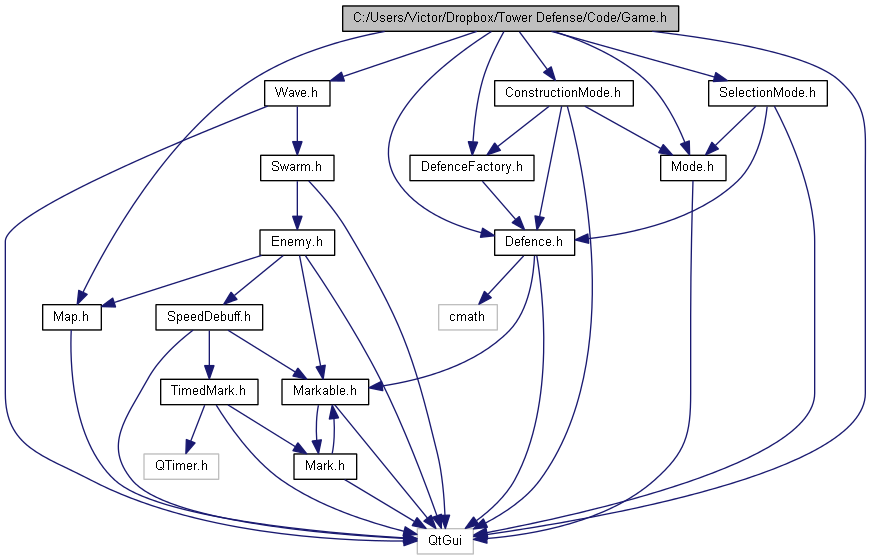 C:/Users/Victor/Dropbox/Tower Defense/Code/Game.h
Wave.h
ConstructionMode.h
SelectionMode.h
Swarm.h
DefenceFactory.h
Mode.h
Enemy.h
Defence.h
Map.h
SpeedDebuff.h
cmath
TimedMark.h
Markable.h
QTimer.h
Mark.h
QtGui